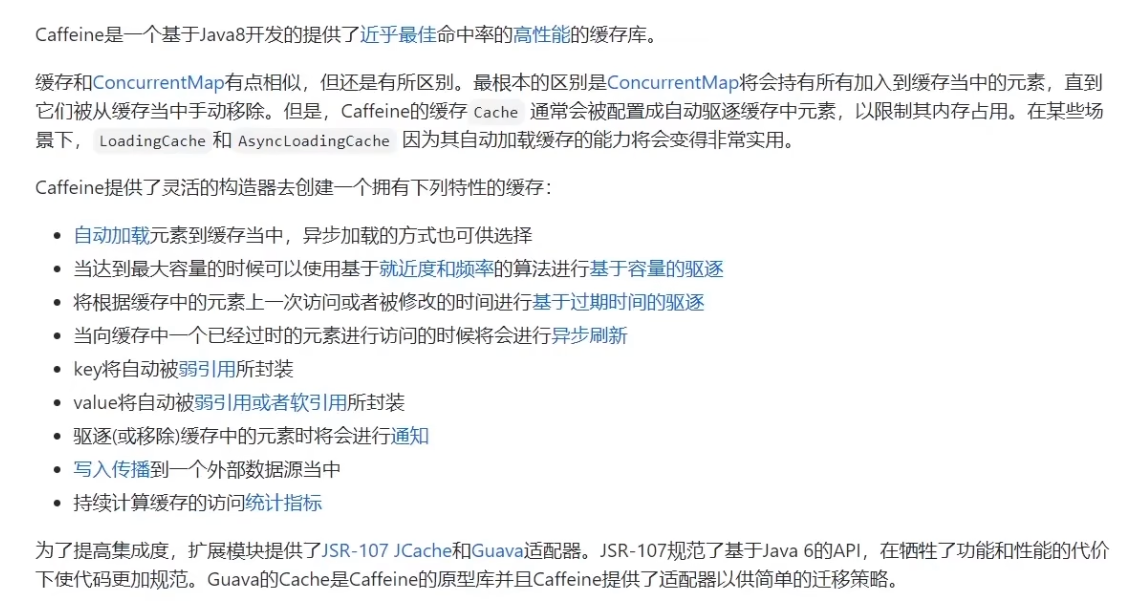 Caffeine是一个基于Java8开发的提供了近乎最佳命中率的高性能的缓存库。
缓存和ConcurrentMap有点相似，但还是有所区别。最根本的区别是ConcurrentMap将会持有所有加入到缓存当中的元素，直到
它们被从缓存当中手动移除。但是，Caffeine的缓存 Cache 通常会被配置成自动驱逐缓存中元素，以限制其内存占用。在某些场
景下， LoadingCache 和 AsyncLoadingCache 因为其自动加载缓存的能力将会变得非常实用。
Caffeine提供了灵活的构造器去创建一个拥有下列特性的缓存：
• 自动加载元素到缓存当中，异步加载的方式也可供选择
• 当达到最大容量的时候可以使用基于就近度和频率的算法进行基于容量的驱逐
• 将根据缓存中的元素上一次访问或者被修改的时间进行基于过期时间的驱逐
• 当向缓存中一个已经过时的元素进行访问的时候将会进行异步刷新
• key将自动被弱引用所封装
• value将自动被弱引用或者软引用所封装
• 驱逐(或移除)缓存中的元素时将会进行通知
• 写入传播到一个外部数据源当中
• 持续计算缓存的访问统计指标
为了提高集成度，扩展模块提供了JSR-107 JCache和Guava适配器。JSR-107规范了基于Java 6的API，在牺牲了功能和性能的代价
下使代码更加规范。Guava的Cache是Caffeine的原型库并且Caffeine提供了适配器以供简单的迁移策略。